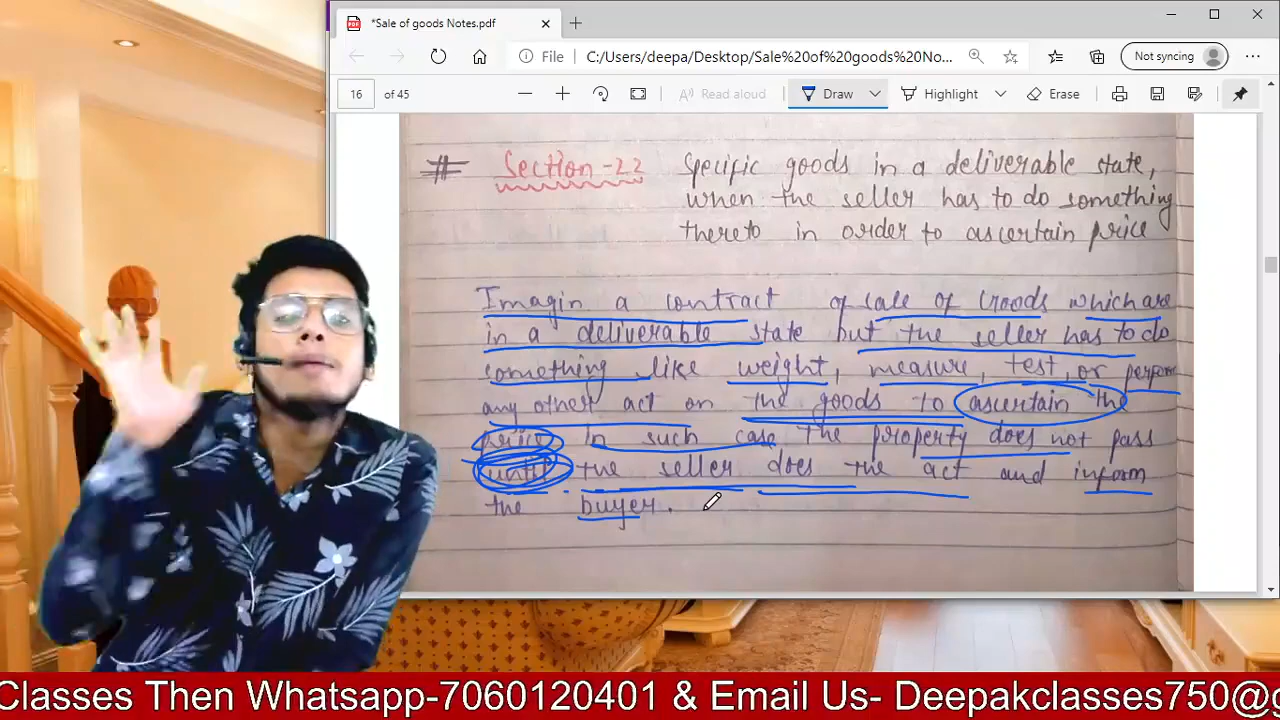 *Sale of goods Notes.pdf
File
C:/Users/deepa/Desktop/Sale%20of%20goods%20No...
Not syncing
16 of 45
Read aloud
Draw
Highlight
Erase
# Section-22 Specific goods in a deliverable state,
when the seller has to do something
thereto in order to ascertain price
Imagin a contract of sale of Goods which are
in a deliverable state but the seller has to do
something like weight, measure, test, or perform
any other act on the goods to ascertain the
price in such case the property does not pass
until the seller does the act and inform
the buyer.
Classes Then Whatsapp-7060120401 & Email Us- Deepakclasses750@g